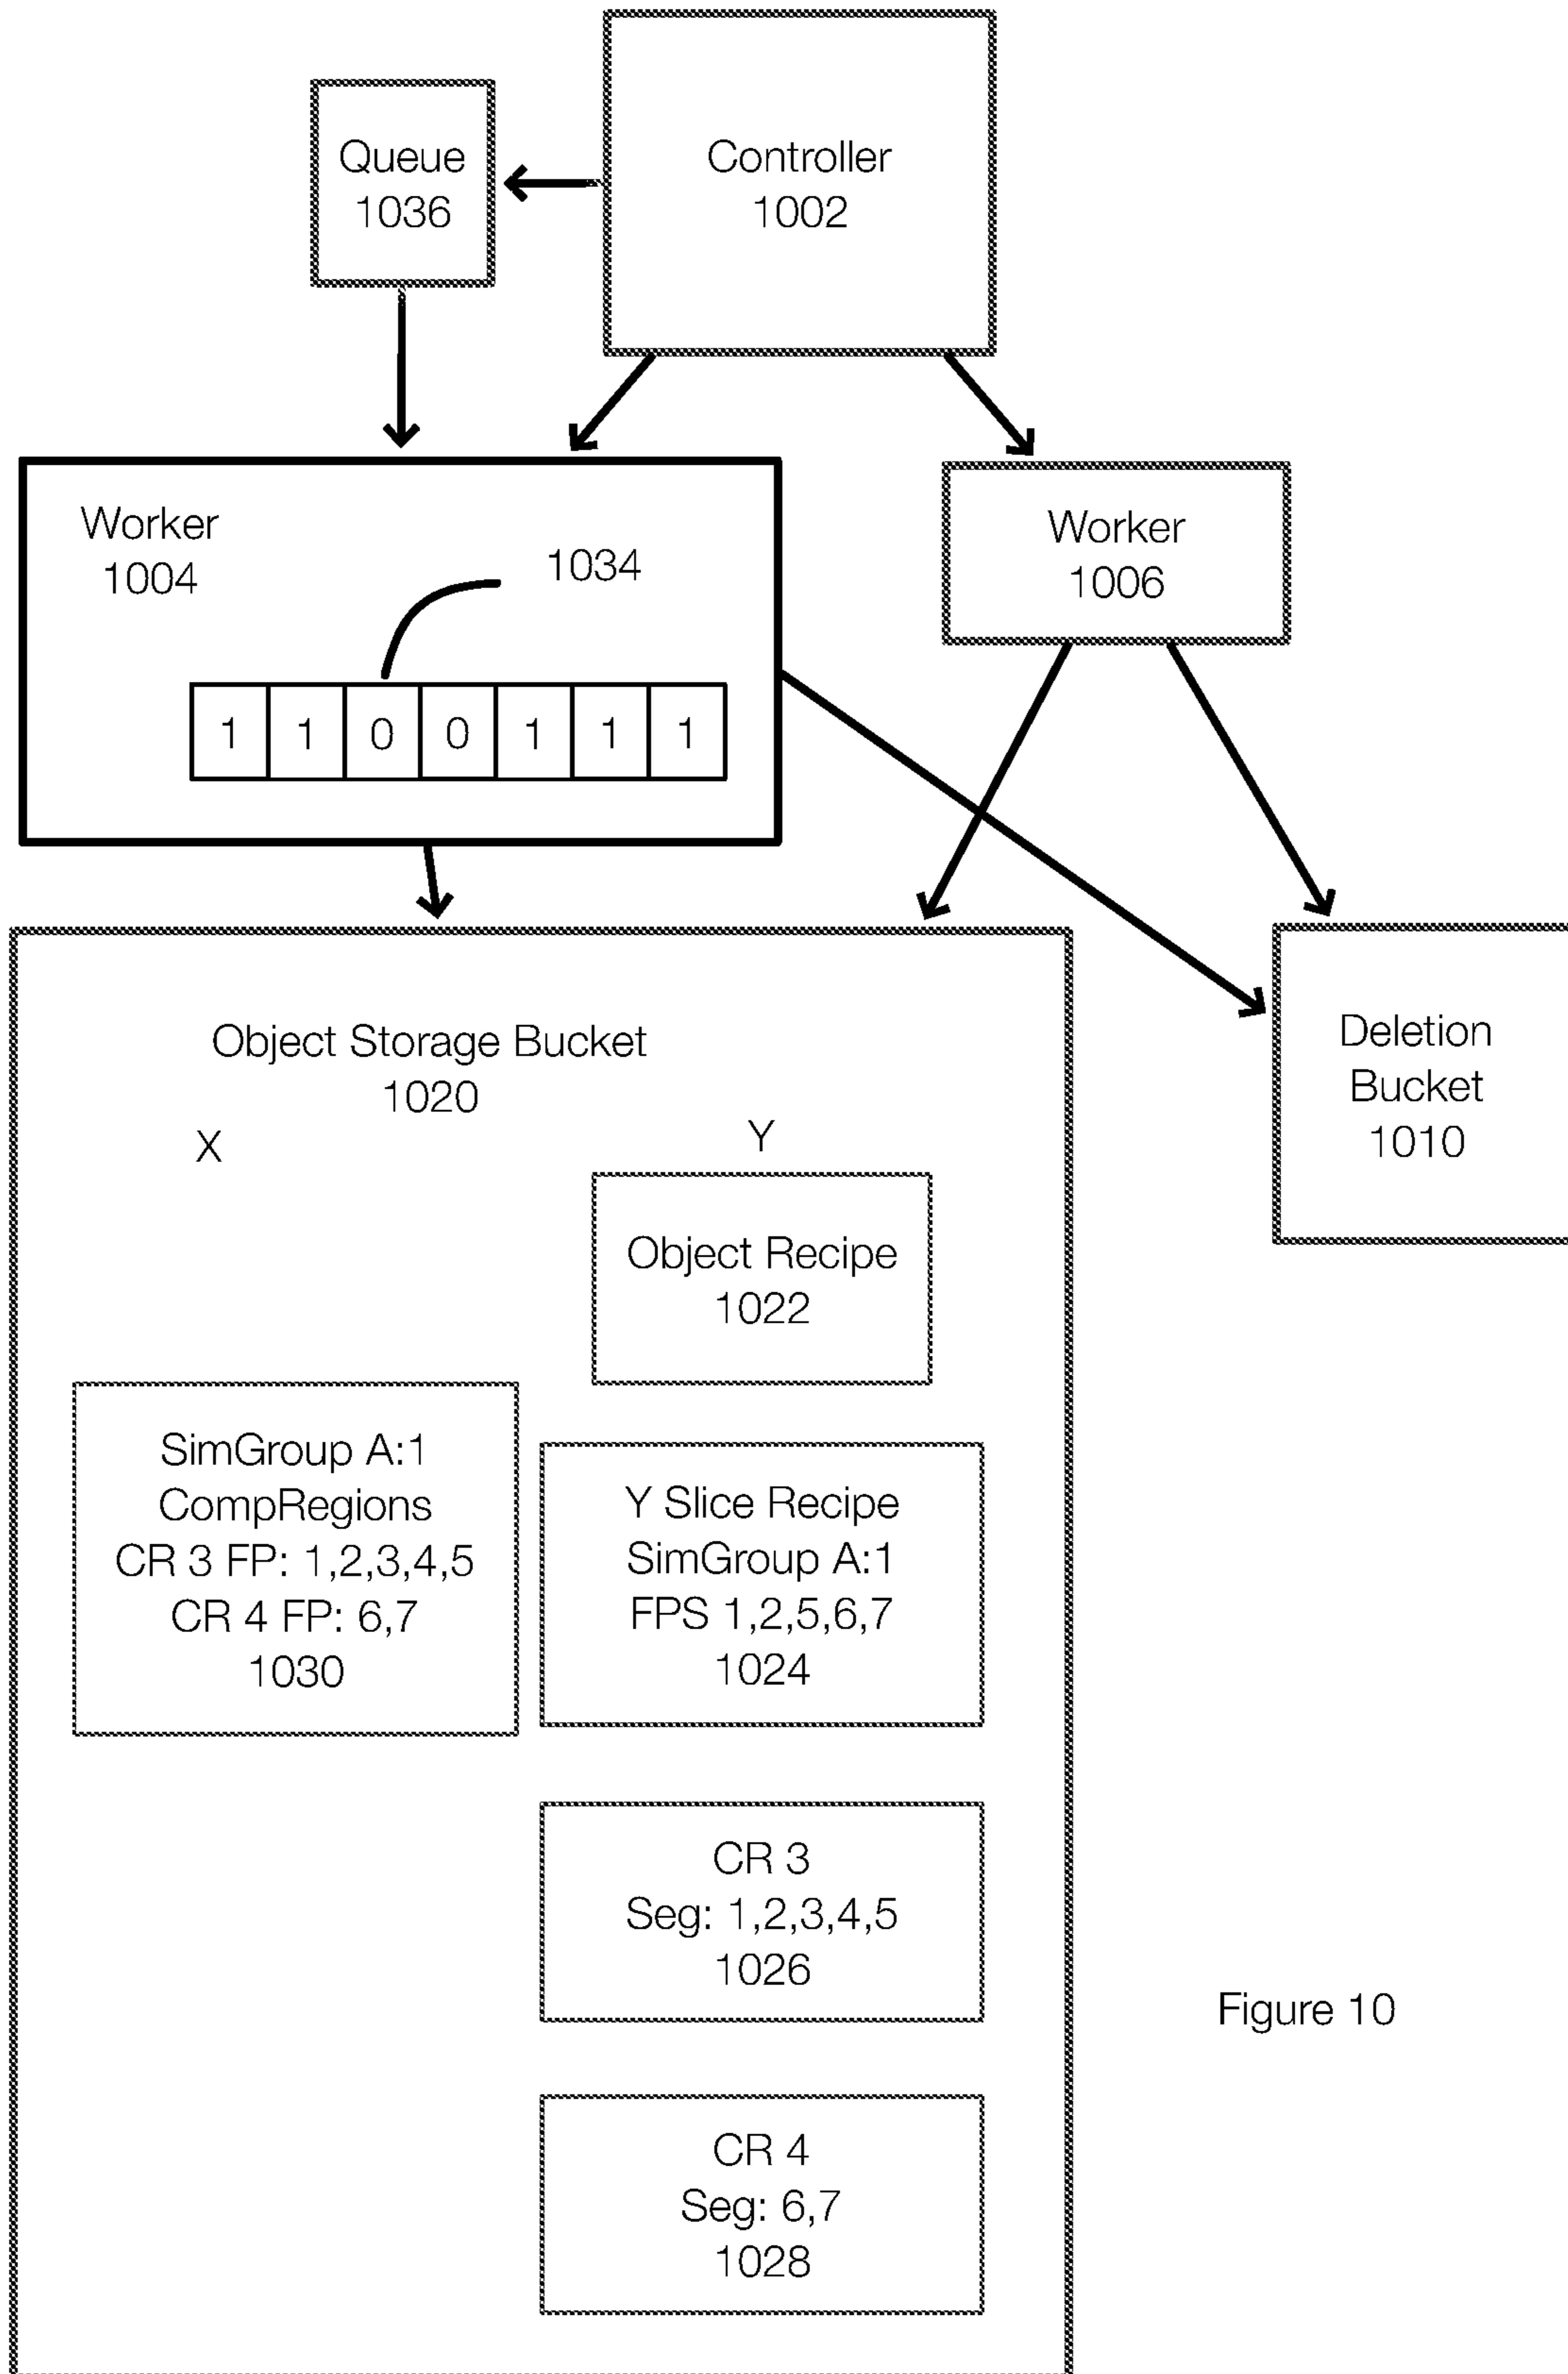 Queue
1036
Controller
1002
Worker
1004
1034
1 1 0 0 1 1 1
Worker
1006
Object Storage Bucket
1020
X
Y
Deletion
Bucket
1010
Object Recipe
1022
SimGroup A:1
CompRegions
CR 3 FP: 1,2,3,4,5
CR 4 FP: 6,7
1030
Y Slice Recipe
SimGroup A:1
FPS 1,2,5,6,7
1024
CR 3
Seg: 1,2,3,4,5
1026
CR 4
Seg: 6,7
1028
Figure 10